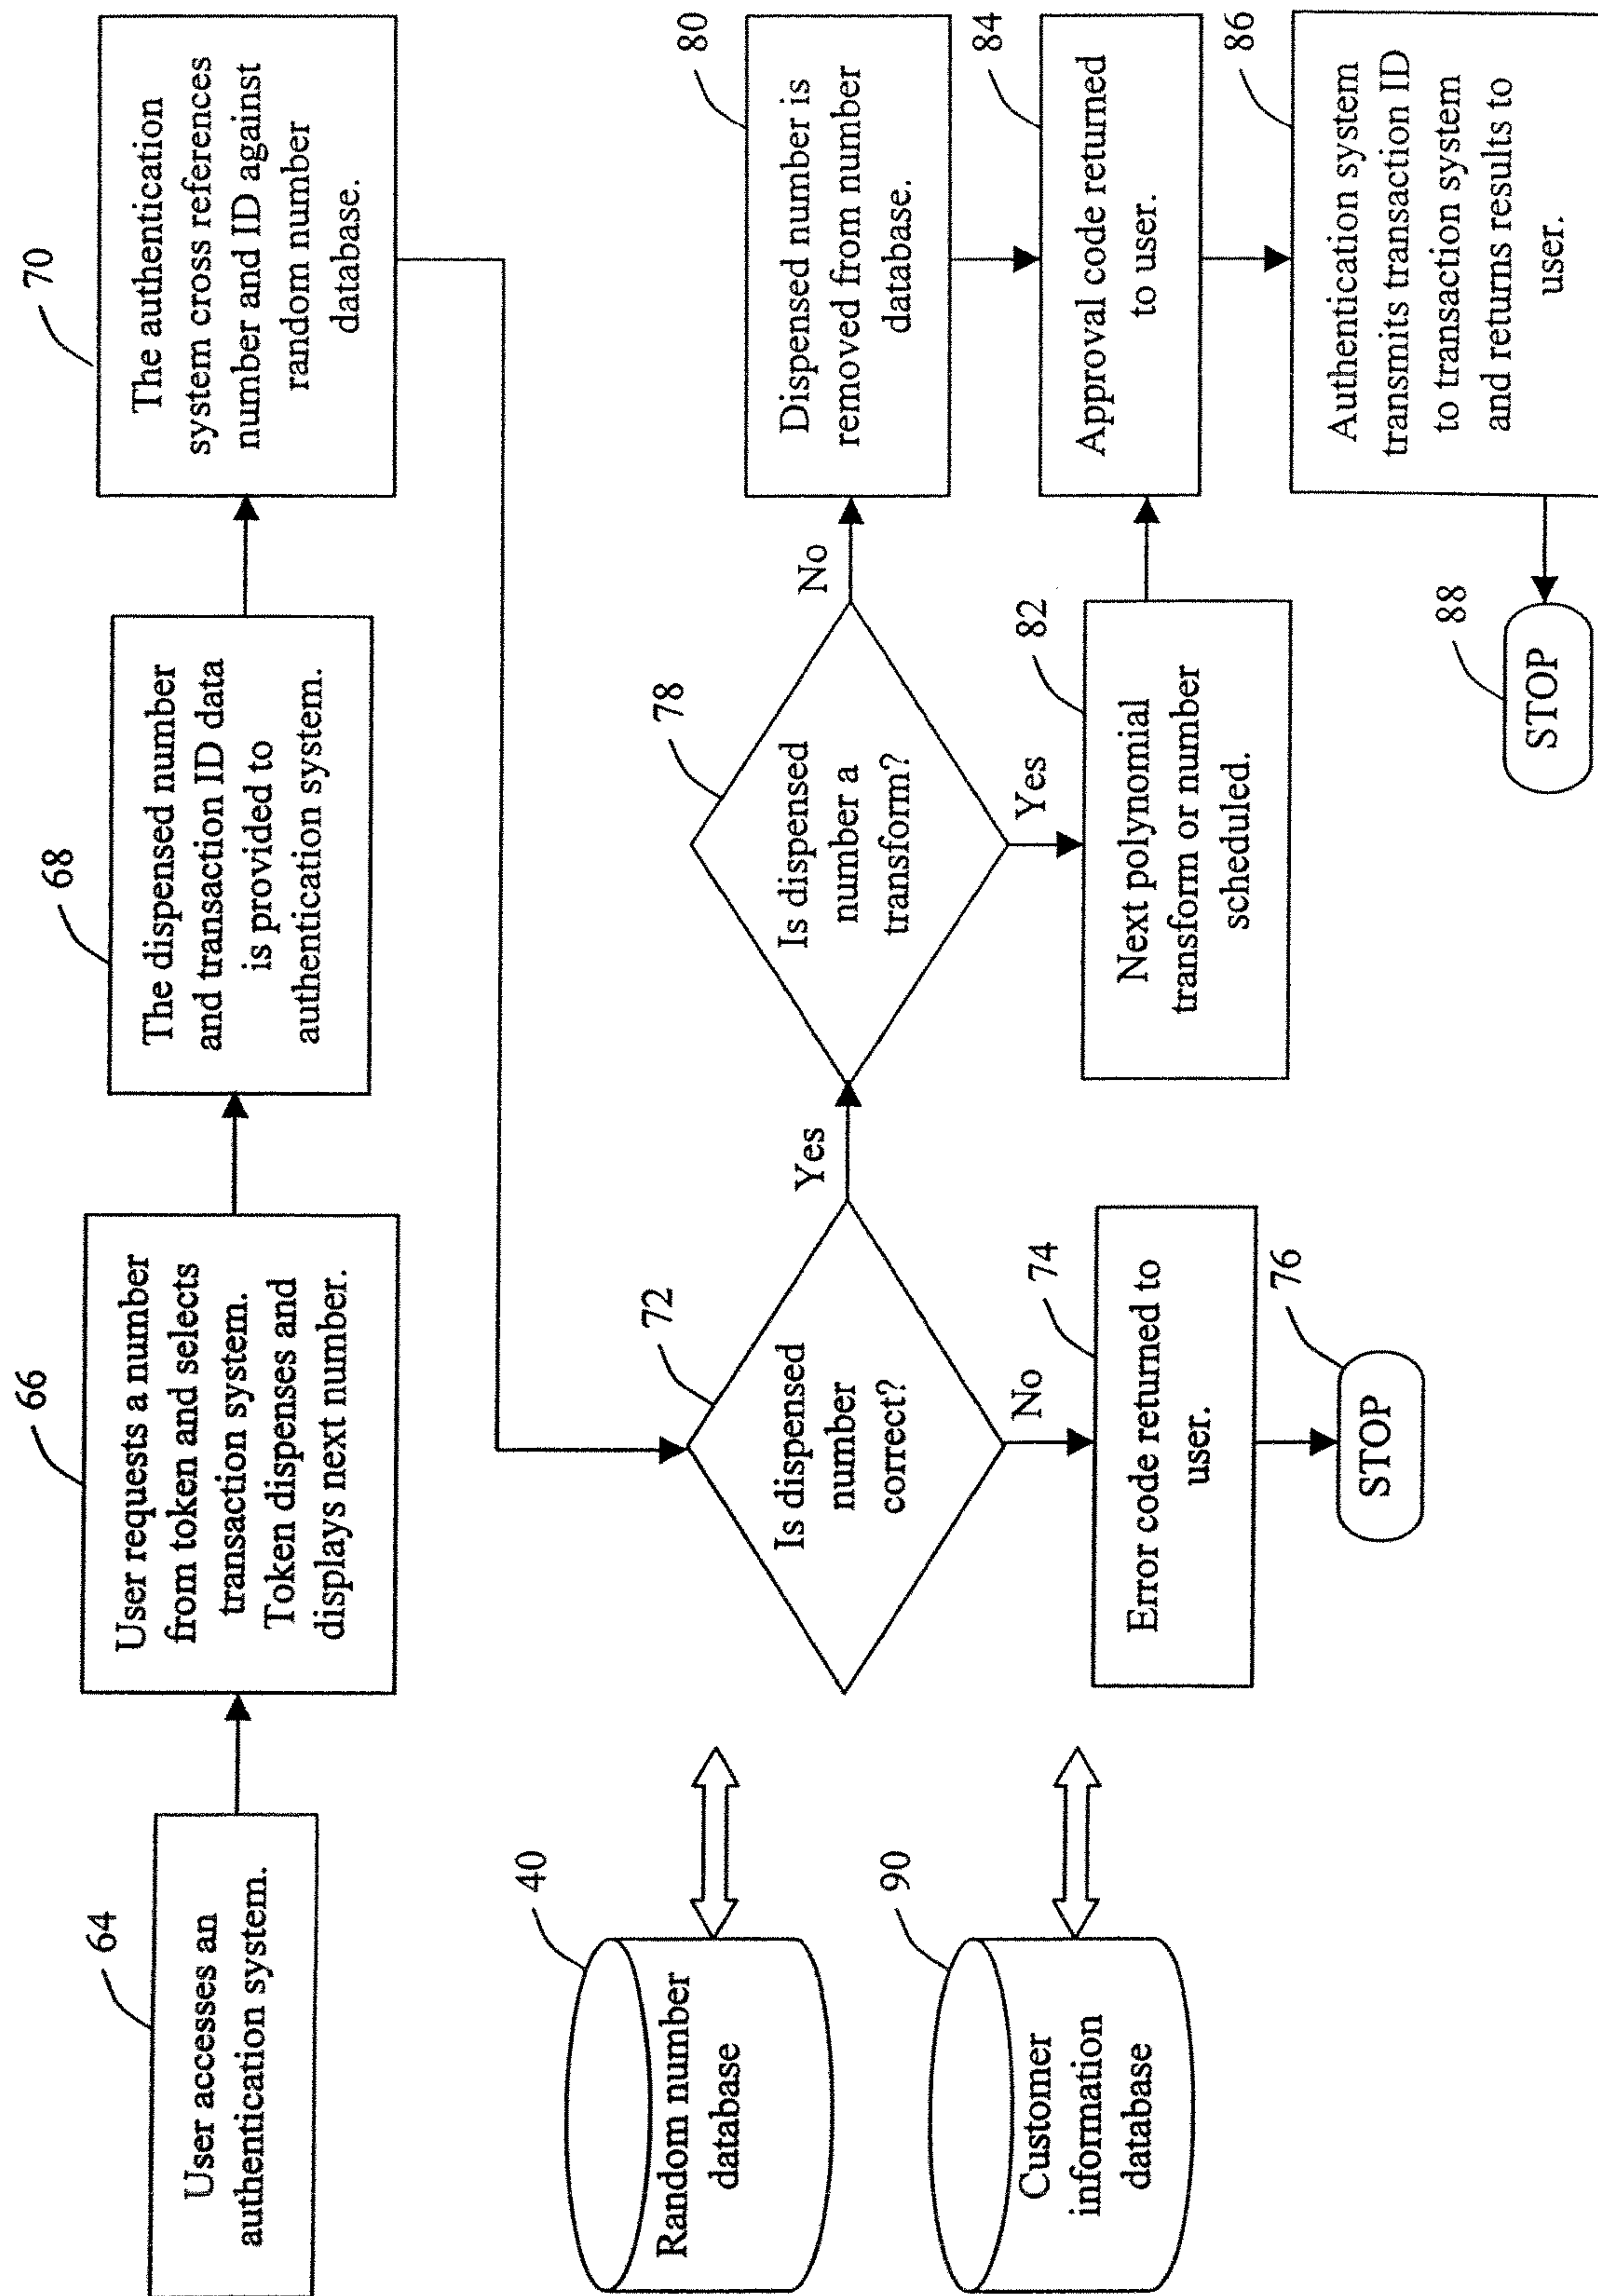 64
User accesses an
authentication system.
66
User requests a number
from token and selects
transaction system.
Token dispenses and
displays next number.
68
The dispensed number
and transaction ID data
is provided to
authentication system.
70
The authentication
system cross references
number and ID against
random number
database.
40
Random number
database
90
Customer
information
database
72
Is dispensed
number
correct?
Yes
No
74
Error code returned to
user.
76
STOP
78
Is dispensed
number a
transform?
No
Yes
80
Dispensed number is
removed from number
database.
82
Next polynomial
transform or number
scheduled.
84
Approval code returned
to user.
86
Authentication system
transmits transaction ID
to transaction system
and returns results to
user.
88
STOP